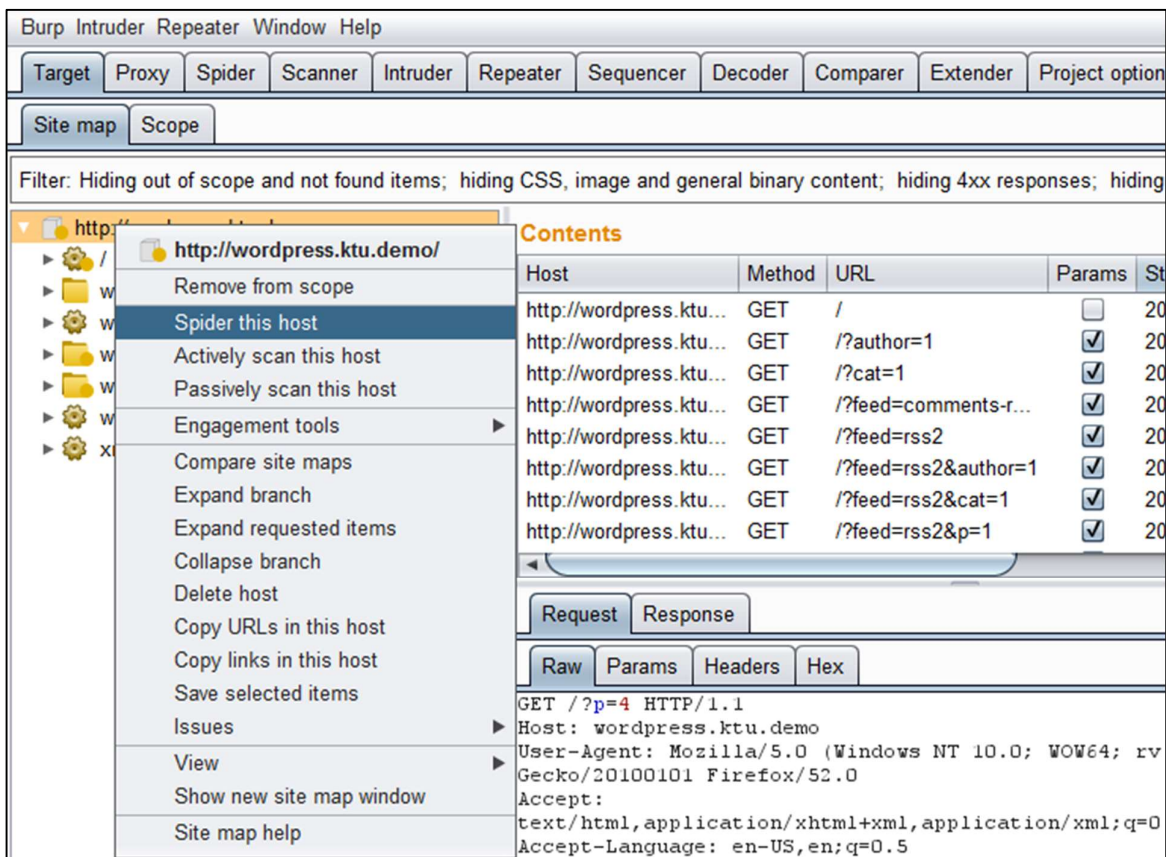 Burp Intruder Repeater Window Help
Target Proxy Spider Scanner Intruder Repeater Sequencer Decoder Comparer Extender Project option
Site map Scope
Filter: Hiding out of scope and not found items; hiding CSS, image and general binary content; hiding 4xx responses; hiding
http:
/
w
w
w
w
w
x
http://wordpress.ktu.demo/
Remove from scope
Spider this host
Actively scan this host
Passively scan this host
Engagement tools
Compare site maps
Expand branch
Expand requested items
Collapse branch
Delete host
Copy URLs in this host
Copy links in this host
Save selected items
Issues
View
Show new site map window
Site map help
Contents
Host Method URL Params St
http://wordpress.ktu... GET / 20
http://wordpress.ktu... GET /?author=1 20
http://wordpress.ktu... GET /?cat=1 20
http://wordpress.ktu... GET /?feed=comments-r... 20
http://wordpress.ktu... GET /?feed=rss2 20
http://wordpress.ktu... GET /?feed=rss2&author=1 20
http://wordpress.ktu... GET /?feed=rss2&cat=1 20
http://wordpress.ktu... GET /?feed=rss2&p=1 20
Request Response
Raw Params Headers Hex
GET /?p=4 HTTP/1.1
Host: wordpress.ktu.demo
User-Agent: Mozilla/5.0 (Windows NT 10.0; WOW64; rv
Gecko/20100101 Firefox/52.0
Accept:
text/html,application/xhtml+xml,application/xml;q=0
Accept-Language: en-US,en;q=0.5